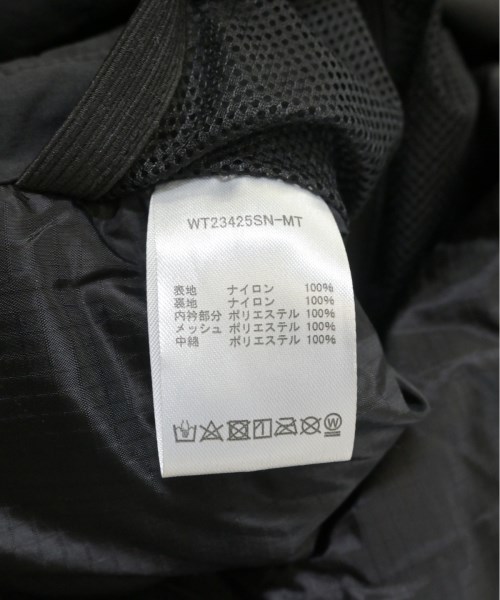 WT23425SN-MT
表地 ナイロン 100%
裏地 ナイロン 100%
内衿部分 ポリエステル 100%
メッシュ ポリエステル 100%
中綿 ポリエステル 100%
W